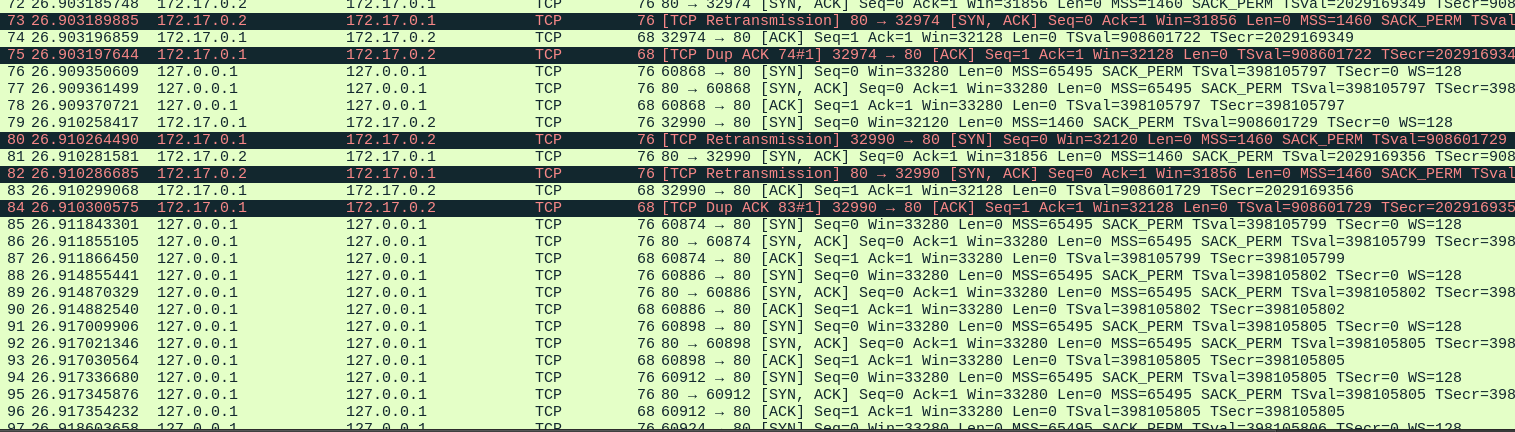 72 26.903185748 172.17.0.2 172.17.0.1 TCP 76 80 → 32974 [SYN, ACK] Seq=0 Ack=1 Win=31856 Len=0 MSS=1460 SACK_PERM TSval=2029169349 TSecr=908
73 26.903189885 172.17.0.2 172.17.0.1 TCP 76 [TCP Retransmission] 80 → 32974 [SYN, ACK] Seq=0 Ack=1 Win=31856 Len=0 MSS=1460 SACK_PERM TSval
74 26.903196859 172.17.0.1 172.17.0.2 TCP 68 32974 → 80 [ACK] Seq=1 Ack=1 Win=32128 Len=0 TSval=908601722 TSecr=2029169349
75 26.903197644 172.17.0.1 172.17.0.2 TCP 68 [TCP Dup ACK 74#1] 32974 → 80 [ACK] Seq=1 Ack=1 Win=32128 Len=0 TSval=908601722 TSecr=202916934
76 26.909350609 127.0.0.1 127.0.0.1 TCP 76 60868 → 80 [SYN] Seq=0 Win=33280 Len=0 MSS=65495 SACK_PERM TSval=398105797 TSecr=0 WS=128
77 26.909361499 127.0.0.1 127.0.0.1 TCP 76 80 → 60868 [SYN, ACK] Seq=0 Ack=1 Win=33280 Len=0 MSS=65495 SACK_PERM TSval=398105797 TSecr=398
78 26.909370721 127.0.0.1 127.0.0.1 TCP 68 60868 → 80 [ACK] Seq=1 Ack=1 Win=33280 Len=0 TSval=398105797 TSecr=398105797
79 26.910258417 172.17.0.1 172.17.0.2 TCP 76 32990 → 80 [SYN] Seq=0 Win=32120 Len=0 MSS=1460 SACK_PERM TSval=908601729 TSecr=0 WS=128
80 26.910264490 172.17.0.1 172.17.0.2 TCP 76 [TCP Retransmission] 32990 → 80 [SYN] Seq=0 Win=32120 Len=0 MSS=1460 SACK_PERM TSval=908601729
81 26.910281581 172.17.0.2 172.17.0.1 TCP 76 80 → 32990 [SYN, ACK] Seq=0 Ack=1 Win=31856 Len=0 MSS=1460 SACK_PERM TSval=2029169356 TSecr=908
82 26.910286685 172.17.0.2 172.17.0.1 TCP 76 [TCP Retransmission] 80 → 32990 [SYN, ACK] Seq=0 Ack=1 Win=31856 Len=0 MSS=1460 SACK_PERM TSval
83 26.910299068 172.17.0.1 172.17.0.2 TCP 68 32990 → 80 [ACK] Seq=1 Ack=1 Win=32128 Len=0 TSval=908601729 TSecr=2029169356
84 26.910300575 172.17.0.1 172.17.0.2 TCP 68 [TCP Dup ACK 83#1] 32990 → 80 [ACK] Seq=1 Ack=1 Win=32128 Len=0 TSval=908601729 TSecr=202916935
85 26.911843301 127.0.0.1 127.0.0.1 TCP 76 60874 → 80 [SYN] Seq=0 Win=33280 Len=0 MSS=65495 SACK_PERM TSval=398105799 TSecr=0 WS=128
86 26.911855105 127.0.0.1 127.0.0.1 TCP 76 80 → 60874 [SYN, ACK] Seq=0 Ack=1 Win=33280 Len=0 MSS=65495 SACK_PERM TSval=398105799 TSecr=398
87 26.911866450 127.0.0.1 127.0.0.1 TCP 68 60874 → 80 [ACK] Seq=1 Ack=1 Win=33280 Len=0 TSval=398105799 TSecr=398105799
88 26.914855441 127.0.0.1 127.0.0.1 TCP 76 60886 → 80 [SYN] Seq=0 Win=33280 Len=0 MSS=65495 SACK_PERM TSval=398105802 TSecr=0 WS=128
89 26.914870329 127.0.0.1 127.0.0.1 TCP 76 80 → 60886 [SYN, ACK] Seq=0 Ack=1 Win=33280 Len=0 MSS=65495 SACK_PERM TSval=398105802 TSecr=398
90 26.914882540 127.0.0.1 127.0.0.1 TCP 68 60886 → 80 [ACK] Seq=1 Ack=1 Win=33280 Len=0 TSval=398105802 TSecr=398105802
91 26.917009906 127.0.0.1 127.0.0.1 TCP 76 60898 → 80 [SYN] Seq=0 Win=33280 Len=0 MSS=65495 SACK_PERM TSval=398105805 TSecr=0 WS=128
92 26.917021346 127.0.0.1 127.0.0.1 TCP 76 80 → 60898 [SYN, ACK] Seq=0 Ack=1 Win=33280 Len=0 MSS=65495 SACK_PERM TSval=398105805 TSecr=398
93 26.917030564 127.0.0.1 127.0.0.1 TCP 68 60898 → 80 [ACK] Seq=1 Ack=1 Win=33280 Len=0 TSval=398105805 TSecr=398105805
94 26.917336680 127.0.0.1 127.0.0.1 TCP 76 60912 → 80 [SYN] Seq=0 Win=33280 Len=0 MSS=65495 SACK_PERM TSval=398105805 TSecr=0 WS=128
95 26.917345876 127.0.0.1 127.0.0.1 TCP 76 80 → 60912 [SYN, ACK] Seq=0 Ack=1 Win=33280 Len=0 MSS=65495 SACK_PERM TSval=398105805 TSecr=398
96 26.917354232 127.0.0.1 127.0.0.1 TCP 68 60912 → 80 [ACK] Seq=1 Ack=1 Win=33280 Len=0 TSval=398105805 TSecr=398105805
97 26.918603658 127.0.0.1 127.0.0.1 TCP 76 60924 → 80 [SYN] Seq=0 Win=33280 Len=0 MSS=65495 SACK_PERM TSval=398105806 TSecr=0 WS=128